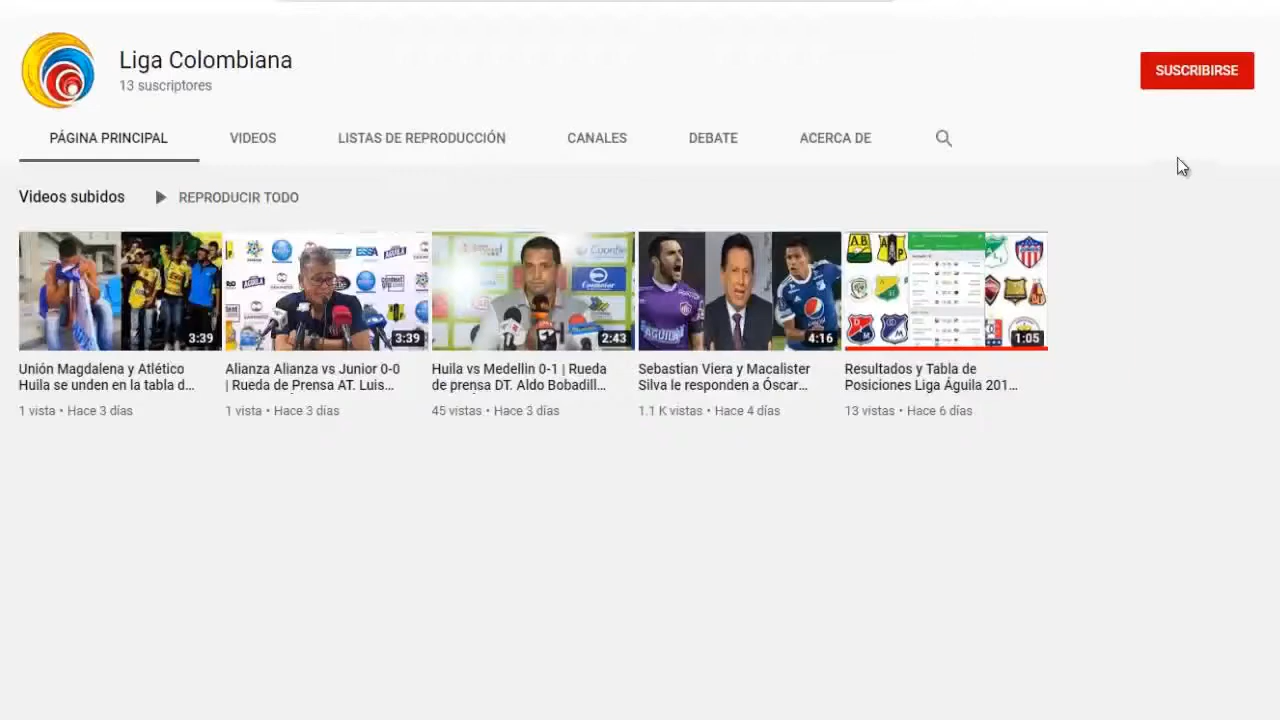 Liga Colombiana
13 suscriptores
SUSCRIBIRSE
PÁGINA PRINCIPAL VIDEOS LISTAS DE REPRODUCCIÓN CANALES DEBATE ACERCA DE
Videos subidos REPRODUCIR TODO
3:39 3:39 2:43 4:16 1:05
Unión Magdalena y Atlético
Huila se unden en la tabla d...
1 vista • Hace 3 días
Alianza Alianza vs Junior 0-0
| Rueda de Prensa AT. Luis...
1 vista • Hace 3 días
Huila vs Medellin 0-1 | Rueda
de prensa DT. Aldo Bobadill...
45 vistas • Hace 3 días
Sebastian Viera y Macalister
Silva le responden a Óscar...
1.1 K vistas • Hace 4 días
Resultados y Tabla de
Posiciones Liga Águila 201...
13 vistas • Hace 6 días